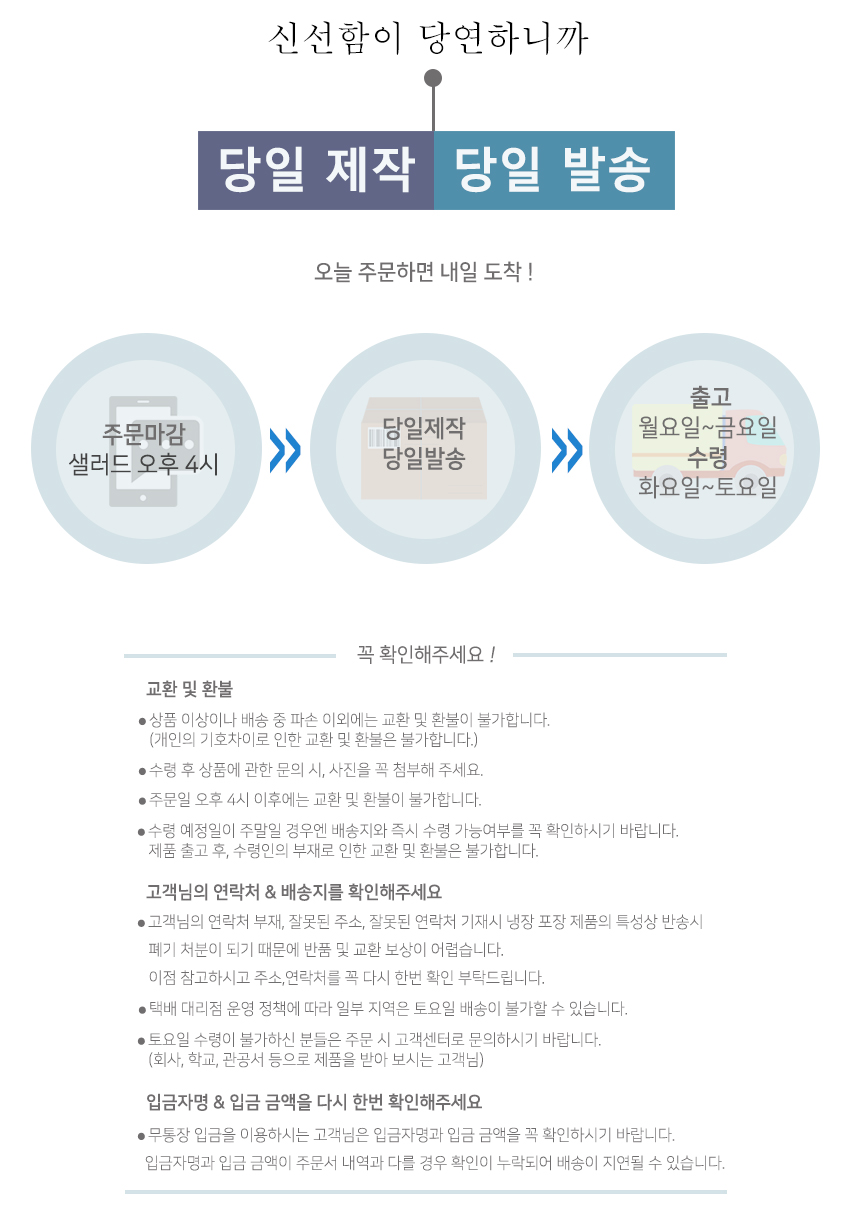 신선함이 당연하니까
당일 제작 당일 발송
오늘 주문하면 내일 도착 !
주문마감
샐러드 오후 4시
당일제작
당일발송
출고
월요일~금요일
수령
화요일~토요일
꼭 확인해주세요 !
교환 및 환불
● 상품 이상이나 배송 중 파손 이외에는 교환 및 환불이 불가합니다.
(개인의 기호차이로 인한 교환 및 환불은 불가합니다.)
● 수령 후 상품에 관한 문의 시, 사진을 꼭 첨부해 주세요.
● 주문일 오후 4시 이후에는 교환 및 환불이 불가합니다.
● 수령 예정일이 주말일 경우엔 배송지와 즉시 수령 가능여부를 꼭 확인하시기 바랍니다.
제품 출고 후, 수령인의 부재로 인한 교환 및 환불은 불가합니다.
고객님의 연락처 & 배송지를 확인해주세요
● 고객님의 연락처 부재, 잘못된 주소, 잘못된 연락처 기재시 냉장 포장 제품의 특성상 반송시
폐기 처분이 되기 때문에 반품 및 교환 보상이 어렵습니다.
이점 참고하시고 주소,연락처를 꼭 다시 한번 확인 부탁드립니다.
● 택배 대리점 운영 정책에 따라 일부 지역은 토요일 배송이 불가할 수 있습니다.
● 토요일 수령이 불가하신 분들은 주문 시 고객센터로 문의하시기 바랍니다.
(회사, 학교, 관공서 등으로 제품을 받아 보시는 고객님)
입금자명 & 입금 금액을 다시 한번 확인해주세요
● 무통장 입금을 이용하시는 고객님은 입금자명과 입금 금액을 꼭 확인하시기 바랍니다.
입금자명과 입금 금액이 주문서 내역과 다를 경우 확인이 누락되어 배송이 지연될 수 있습니다.